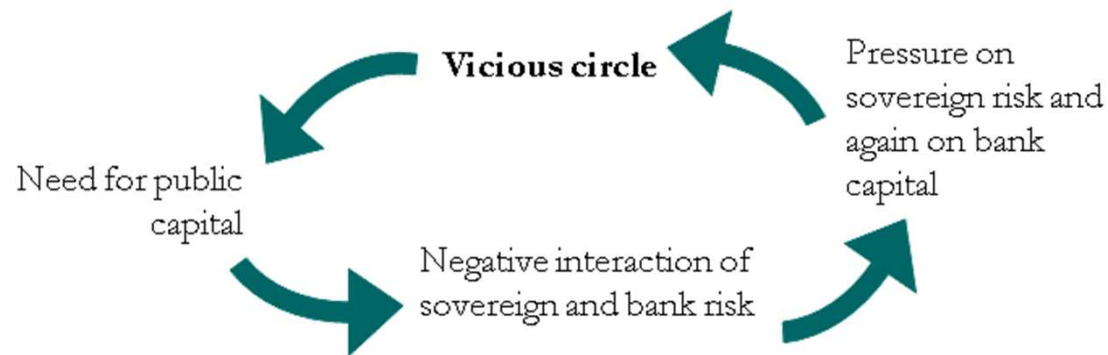 Vicious circle
Need for public
capital
Negative interaction of
sovereign and bank risk
Pressure on
sovereign risk and
again on bank
capital